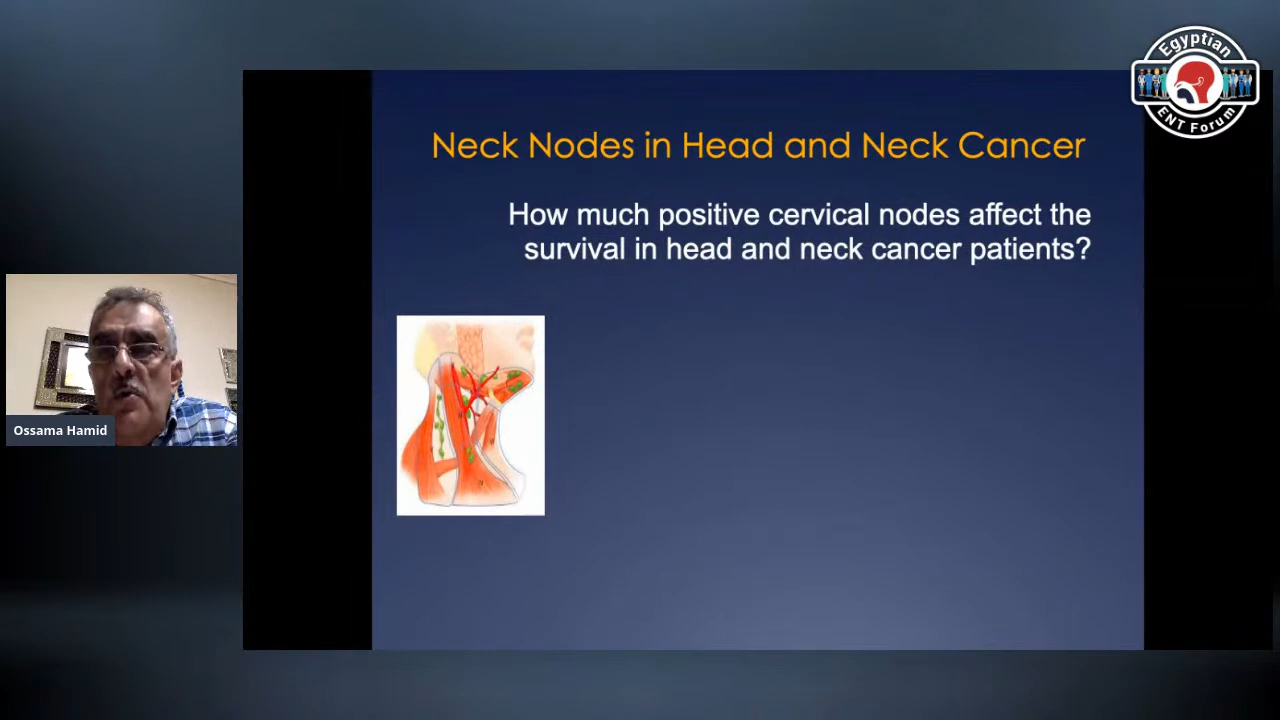 Egyptian
ENT Forum
Neck Nodes in Head and Neck Cancer
How much positive cervical nodes affect the
survival in head and neck cancer patients?
Ossama Hamid